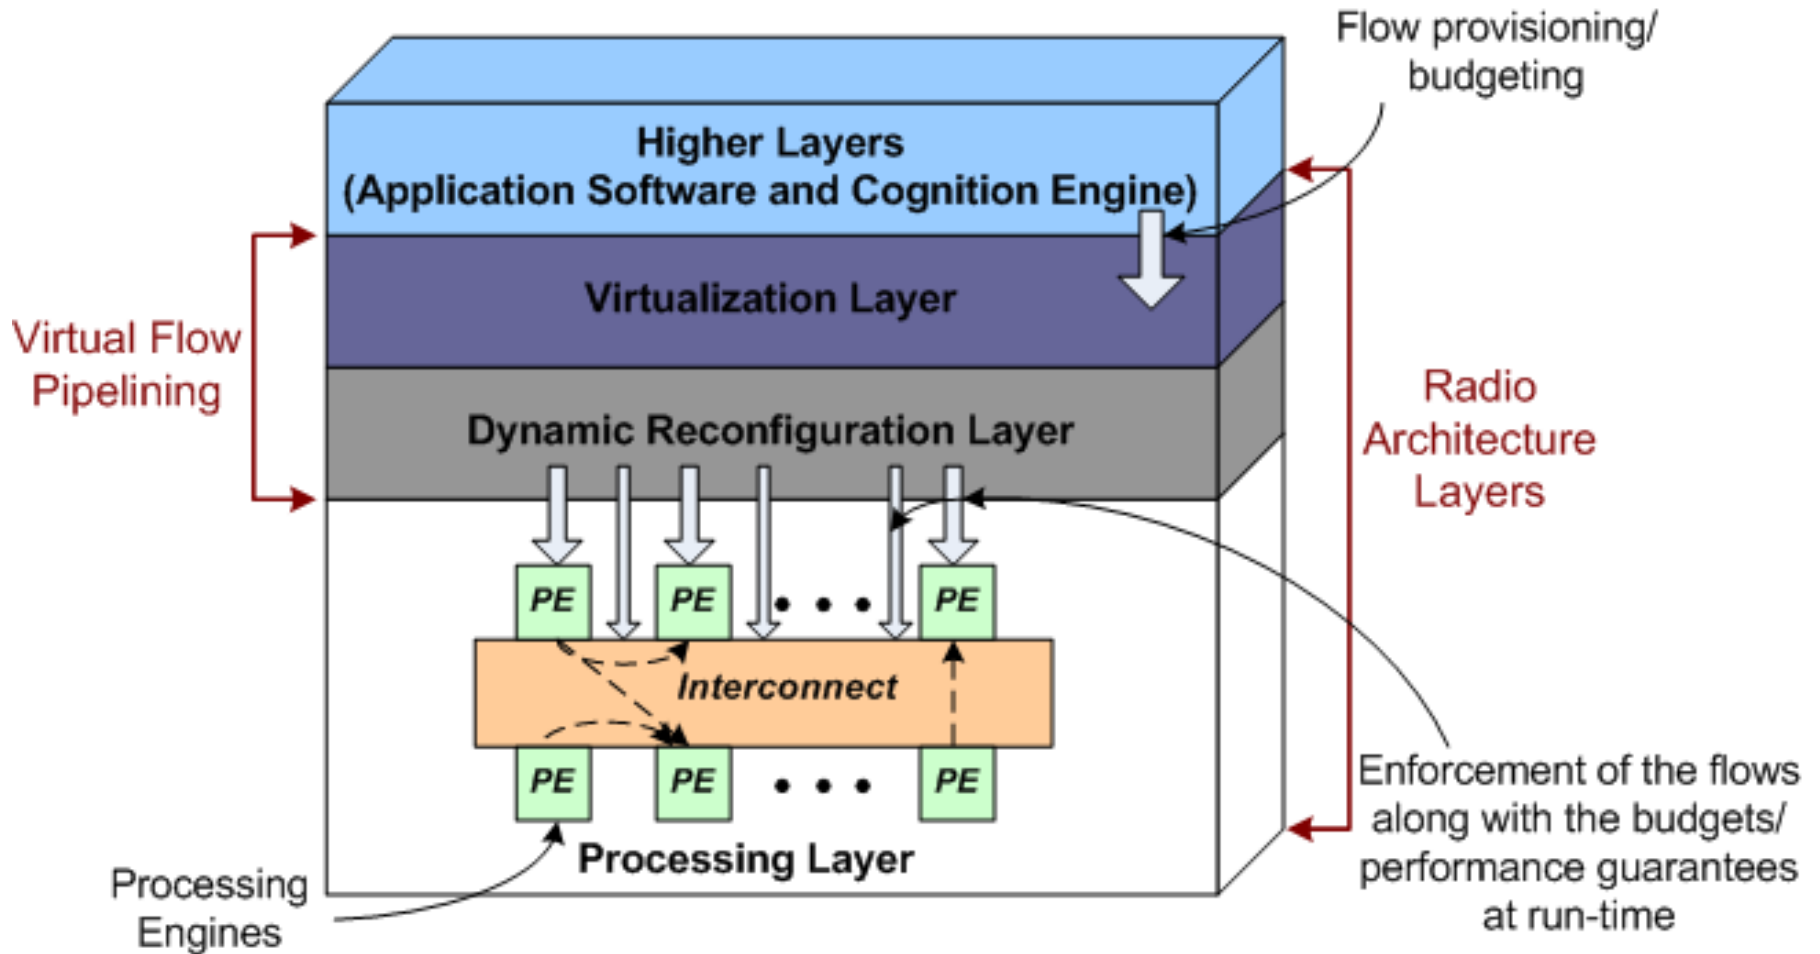 Flow provisioning/
budgeting
Higher Layers
(Application Software and Cognition Engine)
Virtualization Layer
Virtual Flow
Pipelining
Dynamic Reconfiguration Layer
Radio
Architecture
Layers
PE PE PE
Interconnect
PE PE PE
Processing Layer
Processing
Engines
Enforcement of the flows
along with the budgets/
performance guarantees
at run-time